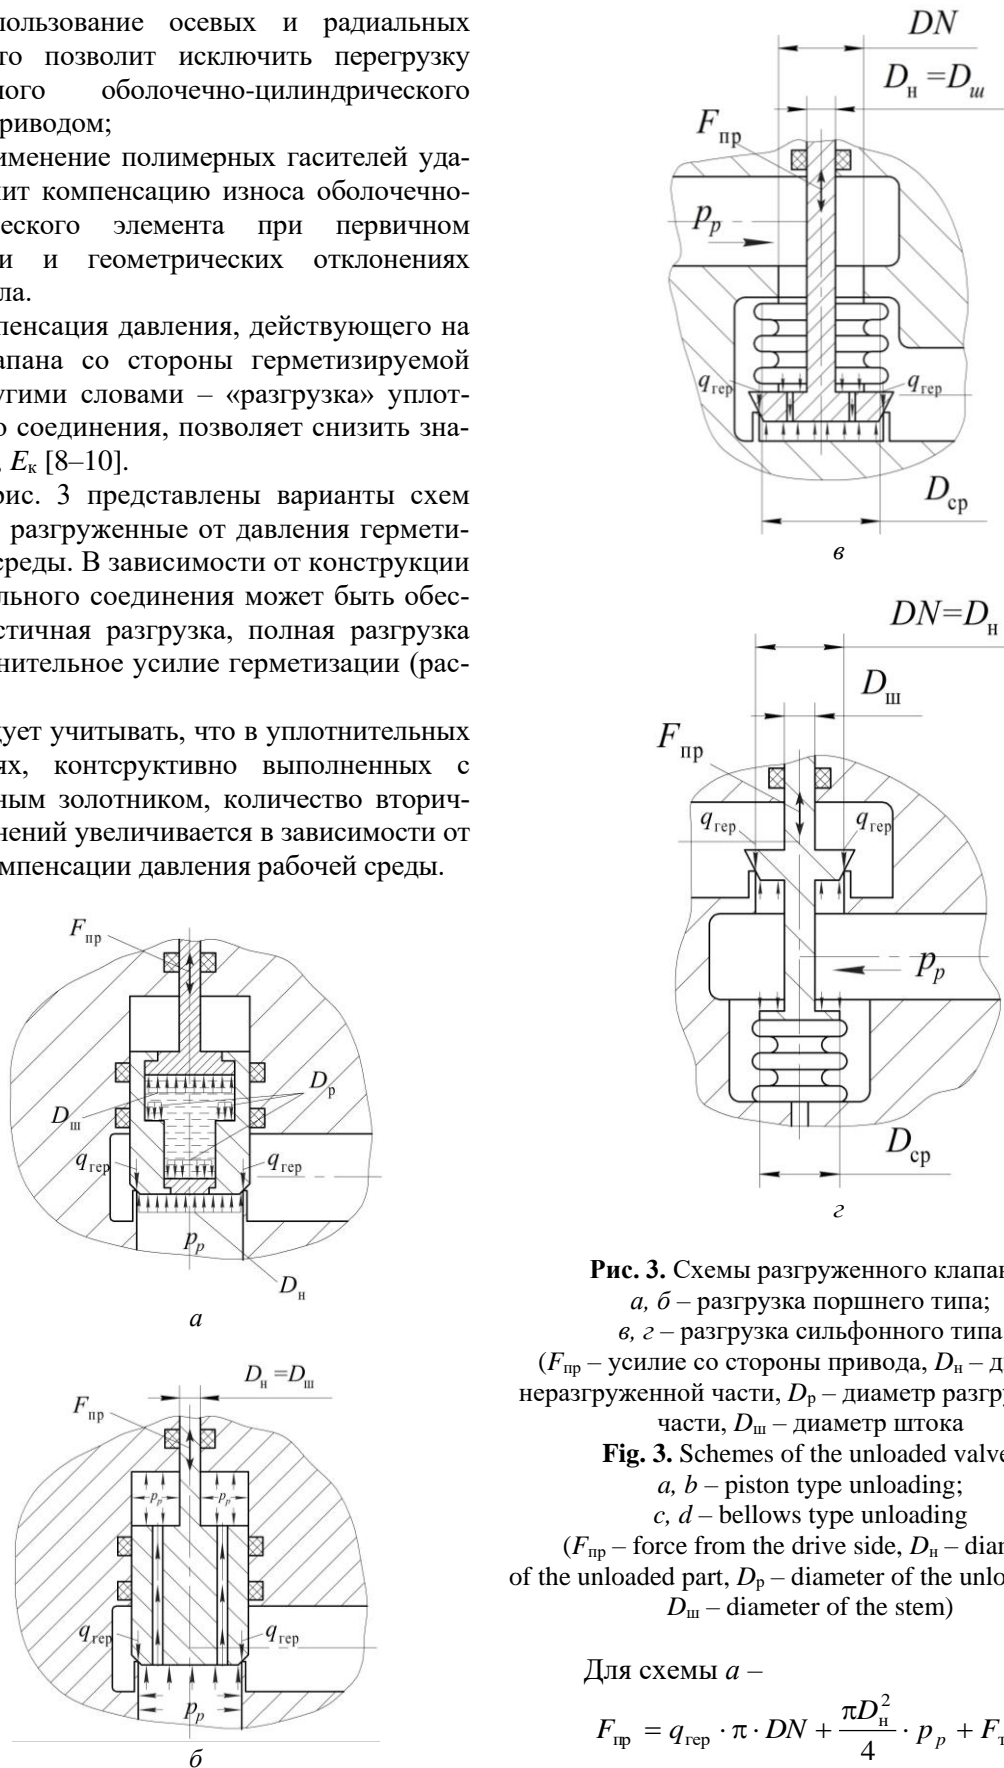 пользование осевых и радиальных
то позволит исключить перегрузку
ного оболочечно-цилиндрического
приводом;
именение полимерных гасителей уда-
ит компенсацию износа оболочечно-
еского элемента при первичном
и и геометрических отклонениях
ла.
пенсация давления, действующего на
апана со стороны герметизируемой
угими словами – «разгрузка» уплот-
о соединения, позволяет снизить зна-
, Eк [8–10].
рис. 3 представлены варианты схем
разгруженные от давления гермети-
среды. В зависимости от конструкции
льного соединения может быть обес-
стичная разгрузка, полная разгрузка
нительное усилие герметизации (рас-
ует учитывать, что в уплотнительных
ях, контсруктивно выполненных с
ным золотником, количество вторич-
нений увеличивается в зависимости от
мпенсации давления рабочей среды.
Fпр
Dр
Dш
qгер qгер
pр
Dн
а
Dн =Dш
Fпр
pр pр
qгер qгер
pр
б
DN
Dн =Dш
Fпр
pр
qгер qгер
Dср
в
DN=Dн
Dш
Fпр
qгер qгер
pр
Dср
г
Рис. 3. Схемы разгруженного клапан
а, б – разгрузка поршнего типа;
в, г – разгрузка сильфонного типа
(Fпр – усилие со стороны привода, Dн – д
неразгруженной части, Dр – диаметр разгру
части, Dш – диаметр штока
Fig. 3. Schemes of the unloaded valve
a, b – piston type unloading;
c, d – bellows type unloading
(Fпр – force from the drive side, Dн – dian
of the unloaded part, Dр – diameter of the unlo
Dш – diameter of the stem)
Для схемы а –
Fпр = qгер · π · DN + πDн²/4 · pр + Fт